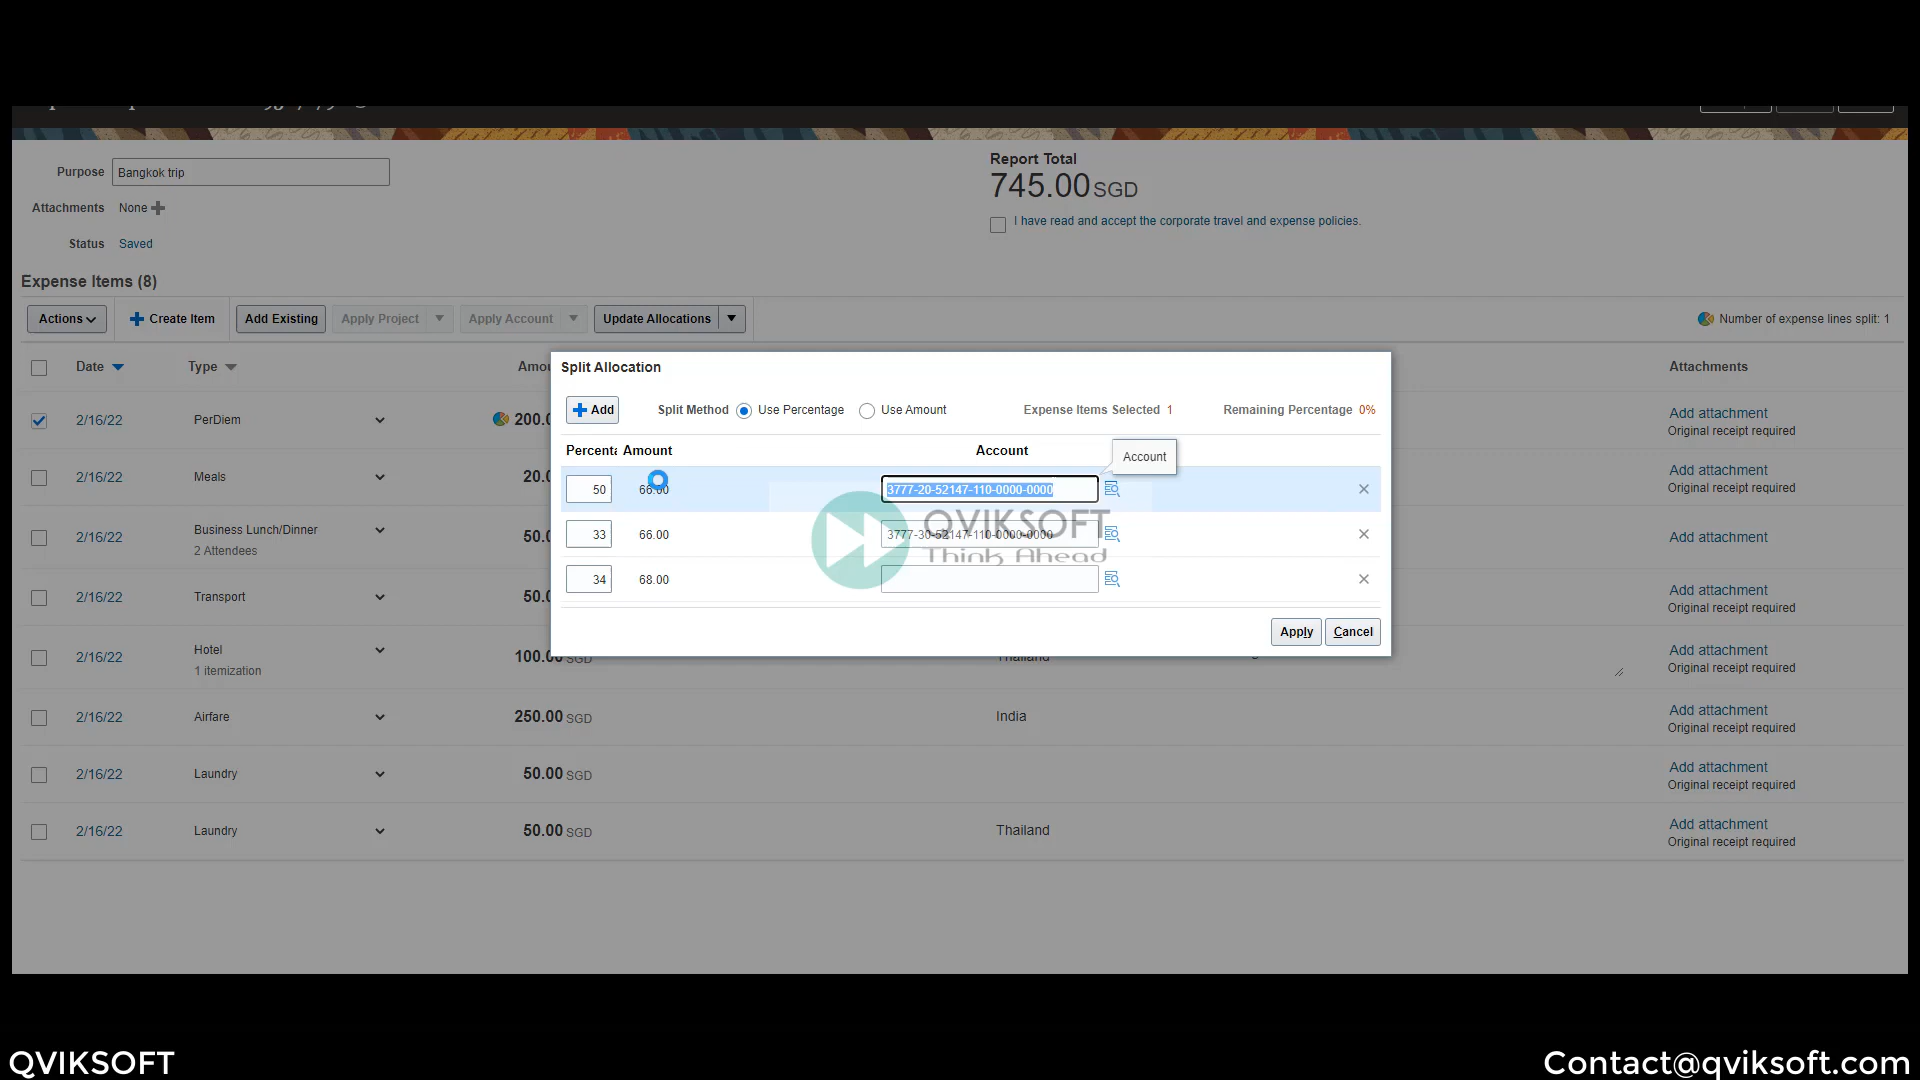 Purpose
Bangkok trip
Report Total
745.00 SGD
Attachments
None
I have read and accept the corporate travel and expense policies.
Status
Saved
Expense Items (8)
Actions
Create Item
Add Existing
Apply Project
Apply Account
Update Allocations
Number of expense lines split: 1
Date
Type
Attachments
2/16/22
PerDiem
Add attachment
Original receipt required
2/16/22
Meals
Add attachment
Original receipt required
2/16/22
Business Lunch/Dinner
2 Attendees
Add attachment
2/16/22
Transport
Add attachment
Original receipt required
2/16/22
Hotel
1 itemization
Add attachment
Original receipt required
2/16/22
Airfare
250.00 SGD
India
Add attachment
Original receipt required
2/16/22
Laundry
50.00 SGD
Add attachment
Original receipt required
2/16/22
Laundry
50.00 SGD
Thailand
Add attachment
Original receipt required
Split Allocation
Add
Split Method
Use Percentage
Use Amount
Expense Items Selected 1
Remaining Percentage 0%
Percenta
Amount
Account
Account
50
66.00
3777-20-52147-110-0000-0000
33
66.00
3777-30-52147-110-0000-0000
34
68.00
Apply
Cancel
QVIKSOFT
Think Ahead
QVIKSOFT
Contact@qviksoft.com